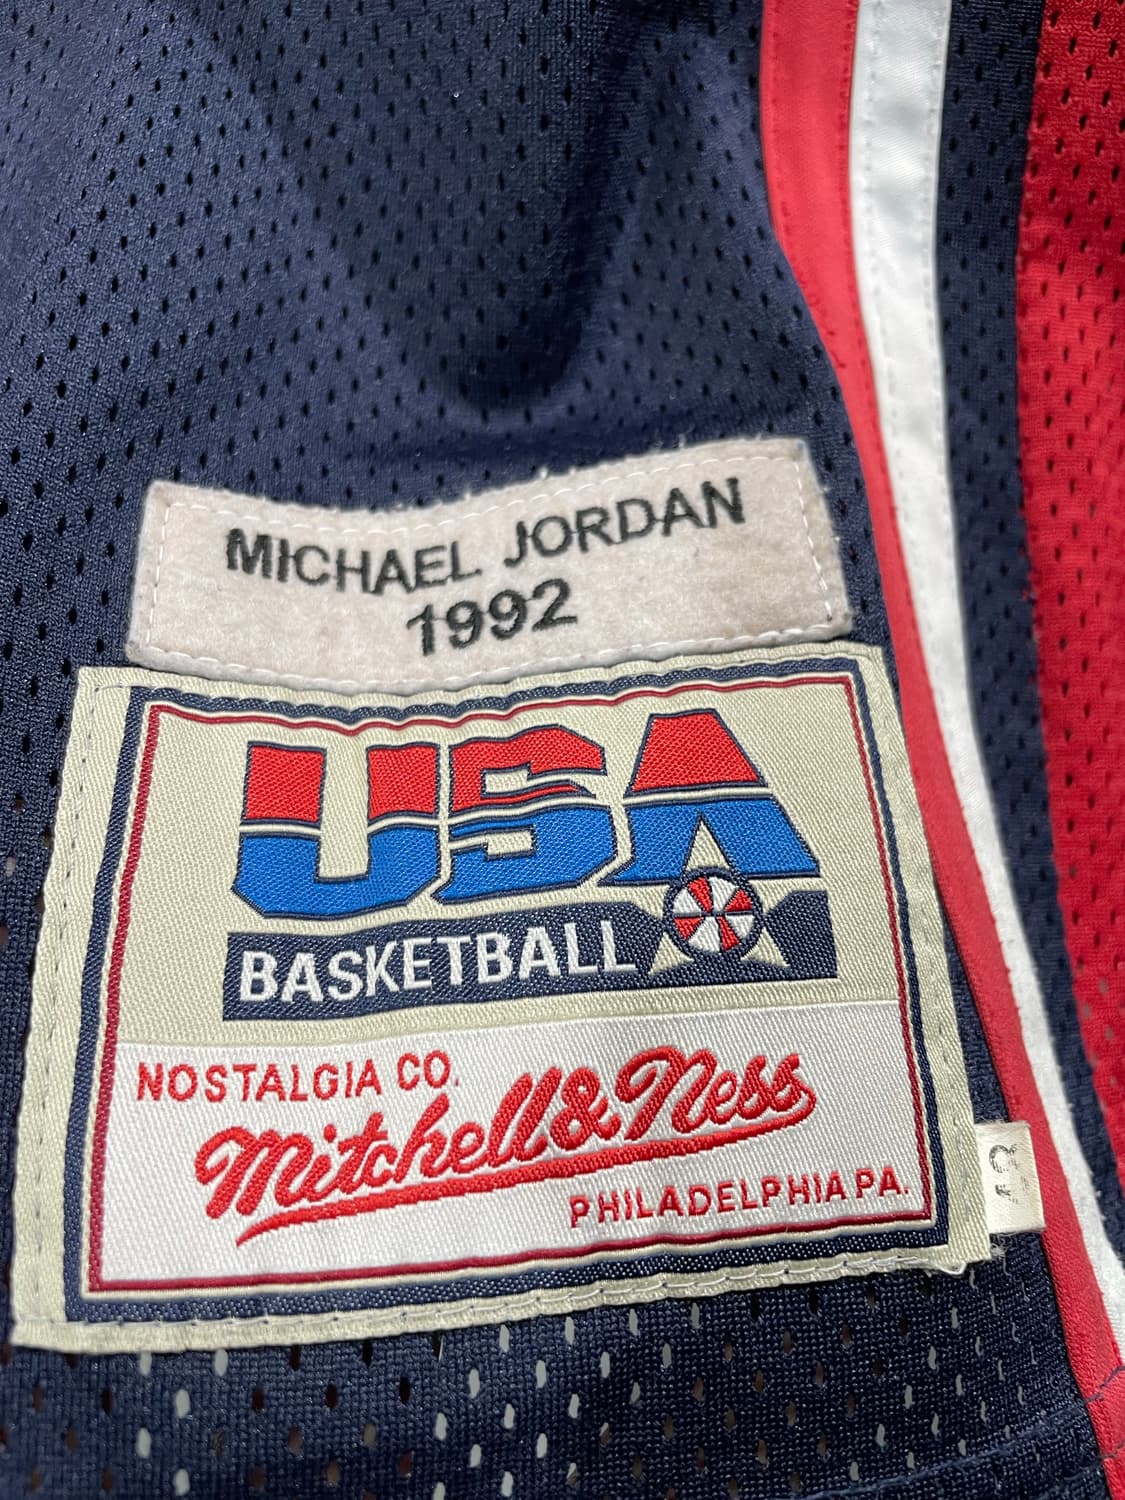 MICHAEL JORDAN
1992
USA
BASKETBALL
NOSTALGIA CO.
Mitchell & Ness
PHILADELPHIA PA.